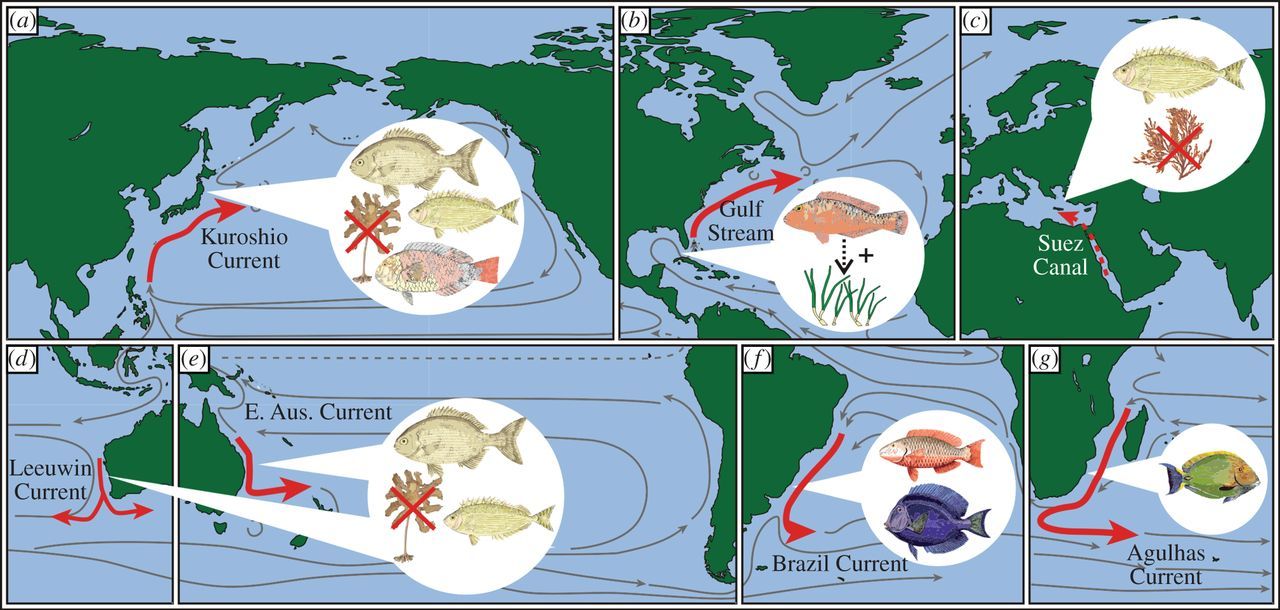 (a)
Kuroshio
Current
(b)
Gulf
Stream
+
(c)
Suez
Canal
(d)
Leeuwin
Current
(e)
E. Aus. Current
(f)
Brazil Current
(g)
Agulhas
Current